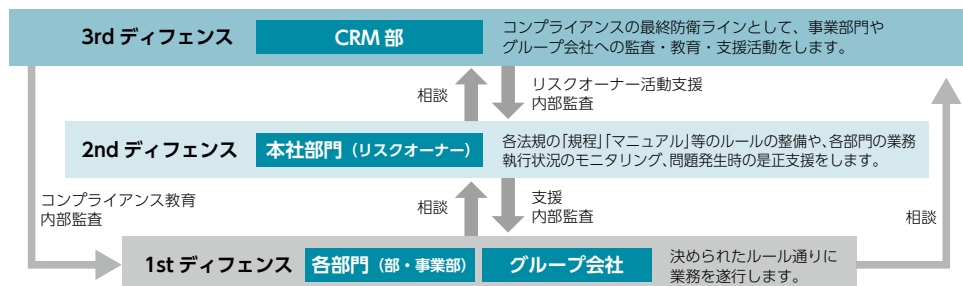 3rd ディフェンス
CRM 部
コンプライアンスの最終防衛ラインとして、事業部門や
グループ会社への監査・教育・支援活動をします。
相談
リスクオーナー活動支援
内部監査
2nd ディフェンス
本社部門（リスクオーナー）
各法規の「規程」「マニュアル」等のルールの整備や、各部門の業務
執行状況のモニタリング、問題発生時の是正支援をします。
コンプライアンス教育
内部監査
相談
支援
内部監査
相談
1st ディフェンス
各部門（部・事業部）
グループ会社
決められたルール通りに
業務を遂行します。